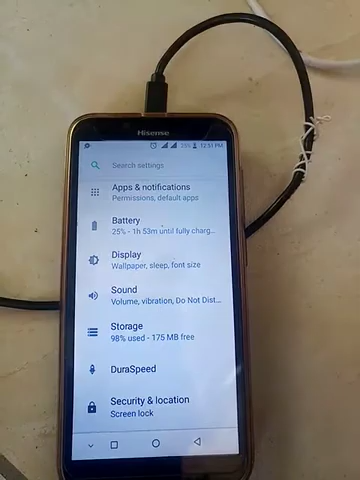 Hisense
25% 12:51 PM
Search settings
Apps & notifications
Permissions, default apps
Battery
25% - 1h 53m until fully charg...
Display
Wallpaper, sleep, font size
Sound
Volume, vibration, Do Not Dist...
Storage
98% used - 175 MB free
DuraSpeed
Security & location
Screen lock